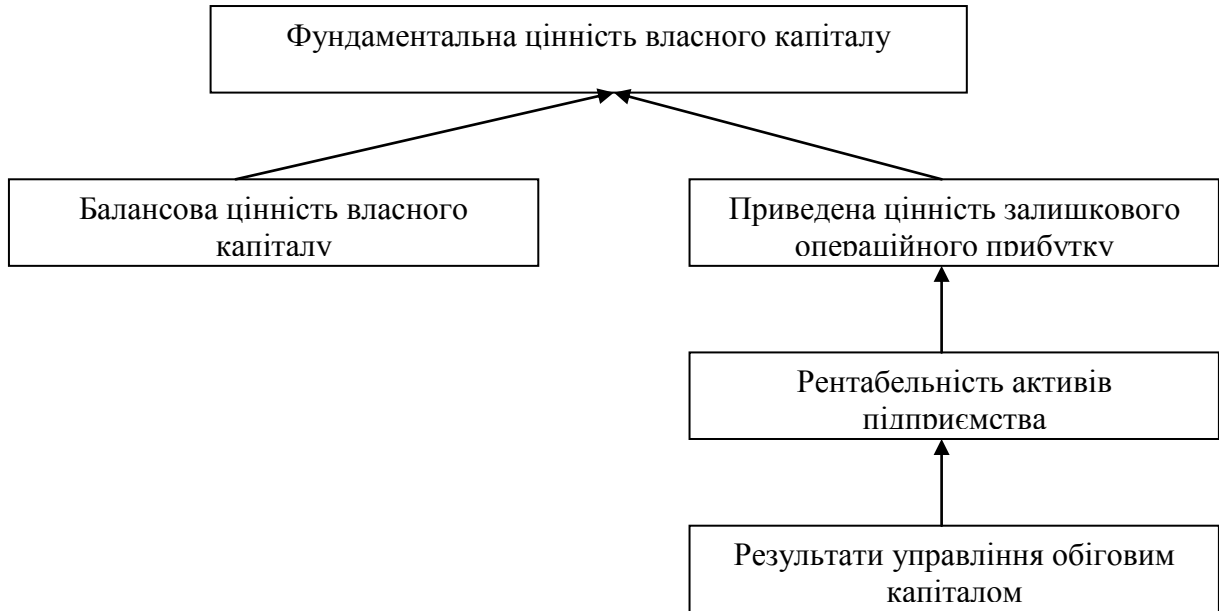 Фундаментальна цінність власного капіталу
Балансова цінність власного
капіталу
Приведена цінність залишкового
операційного прибутку
Рентабельність активів
підприємства
Результати управління обіговим
капіталом